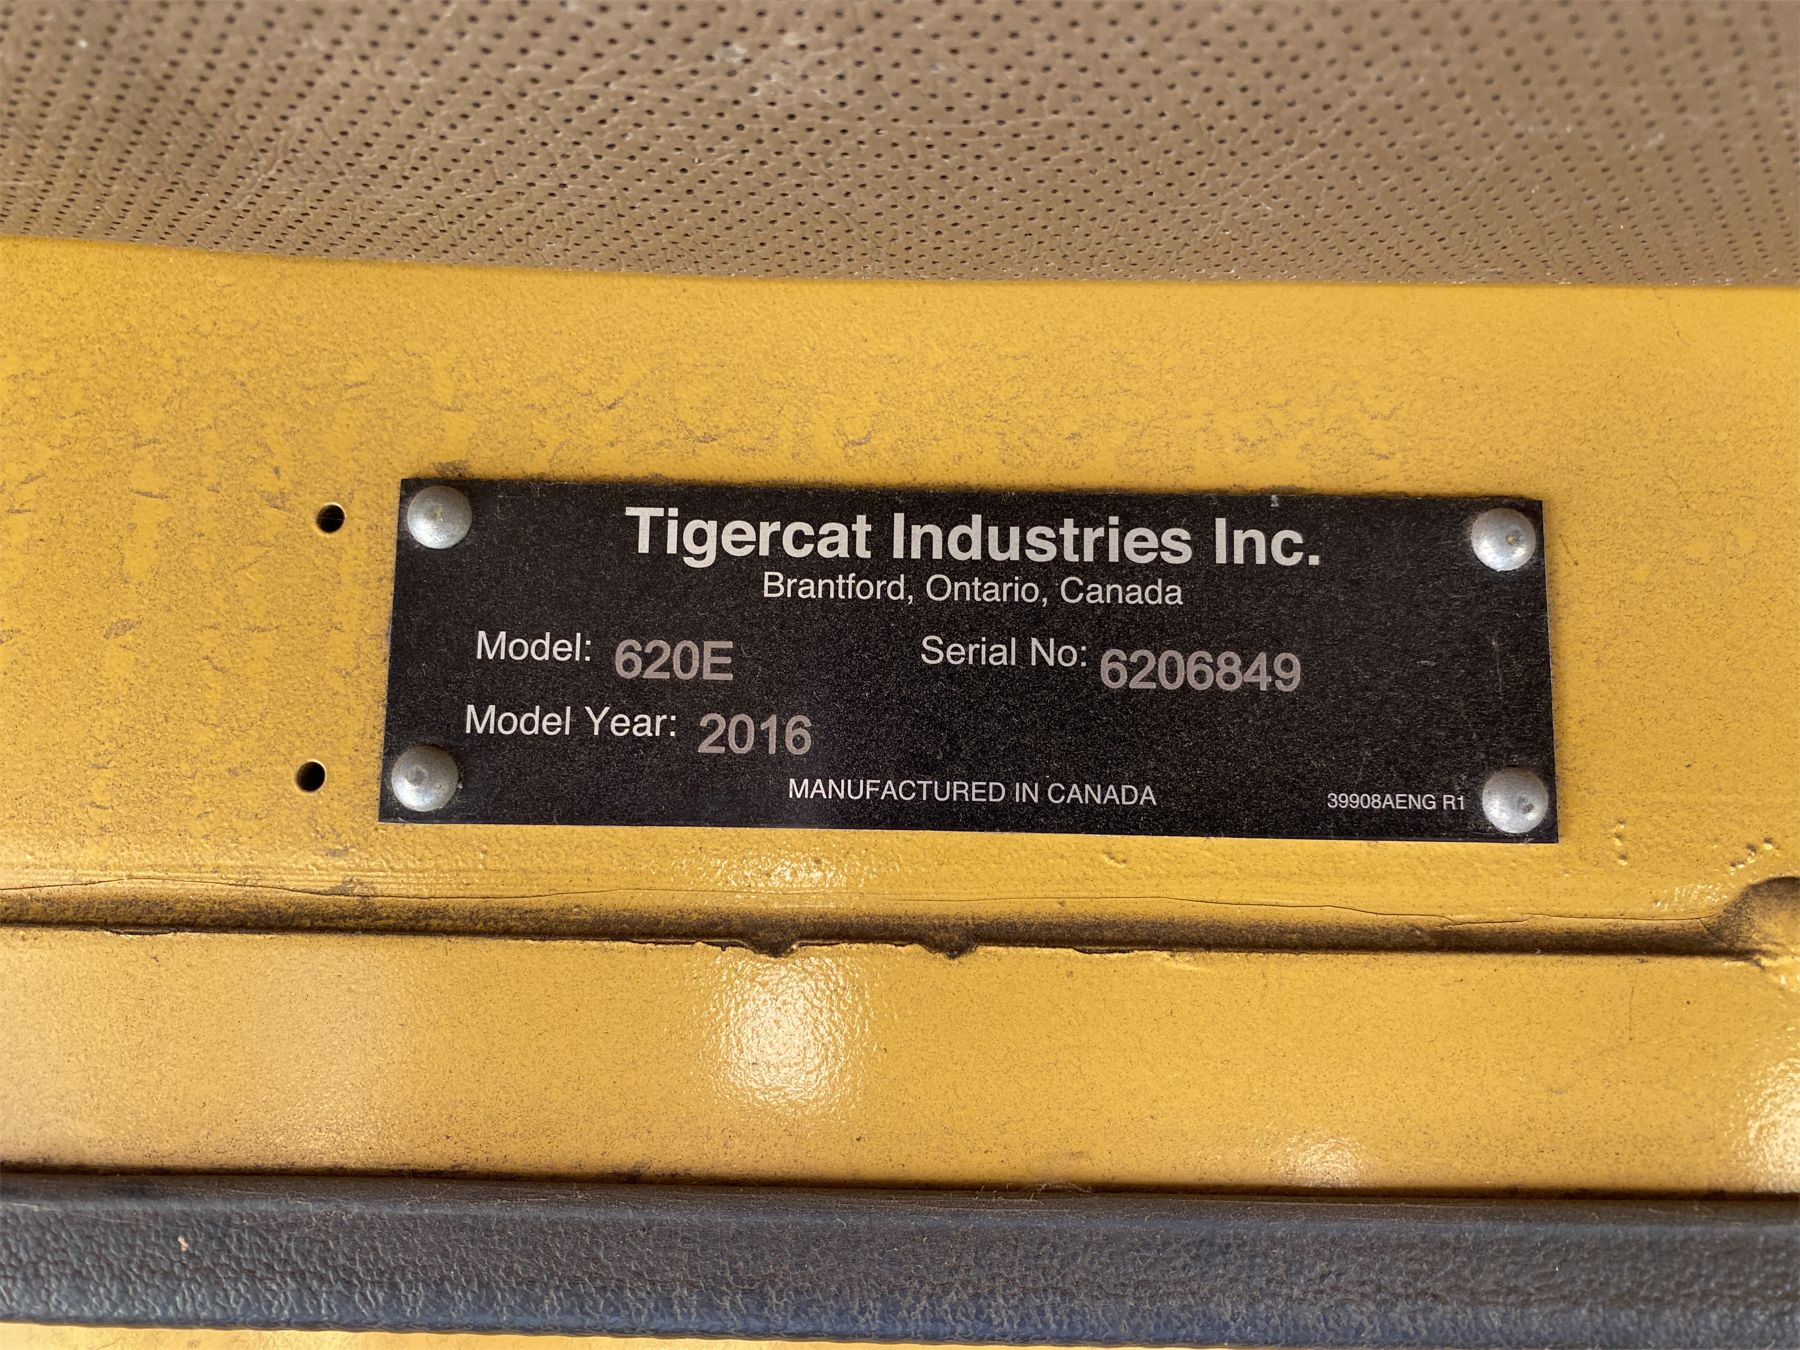 Tigercat Industries Inc.
Brantford, Ontario, Canada
Model: 620E Serial No: 6206849
Model Year: 2016
MANUFACTURED IN CANADA 39908AENG R1